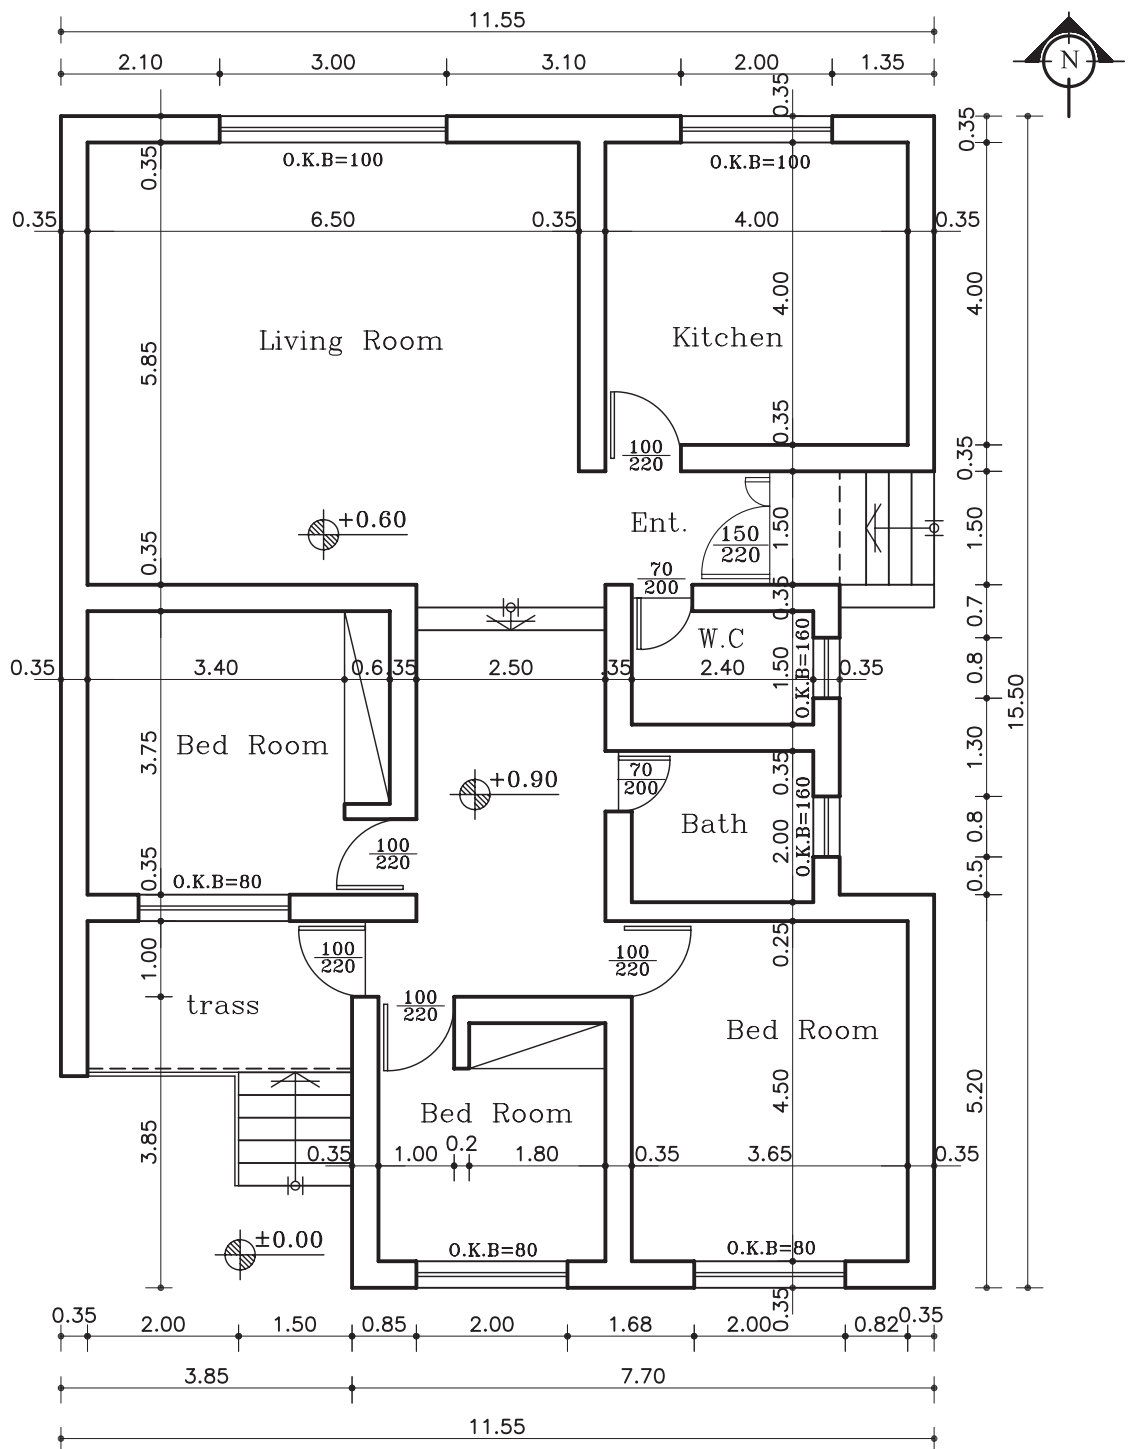 11.55
2.10 3.00 3.10 2.00 1.35
N
0.35
0.35
O.K.B=100
O.K.B=100
0.35
0.35 6.50 0.35 4.00 0.35
4.00
4.00
Living Room
Kitchen
5.85
0.35
100
220
0.35
+0.60
Ent.
150
220
1.50
1.50
0.35
70
200
0.35
0.7
W.C
O.K.B=160
0.35 3.40 0.6 .35 2.50 .35 2.40 0.35
1.50
0.8
15.50
Bed Room
3.75
+0.90
70
200
0.35
1.30
Bath
O.K.B=160
2.00
0.8
100
220
0.35
O.K.B=80
0.5
1.00
100
220
100
220
0.25
trass
100
220
Bed Room
Bed Room
4.50
5.20
3.85
0.2
0.35 1.00 1.80 0.35 3.65 0.35
±0.00
O.K.B=80
O.K.B=80
0.35
0.35 2.00 1.50 0.85 2.00 1.68 2.00 0.82 0.35
3.85 7.70
11.55